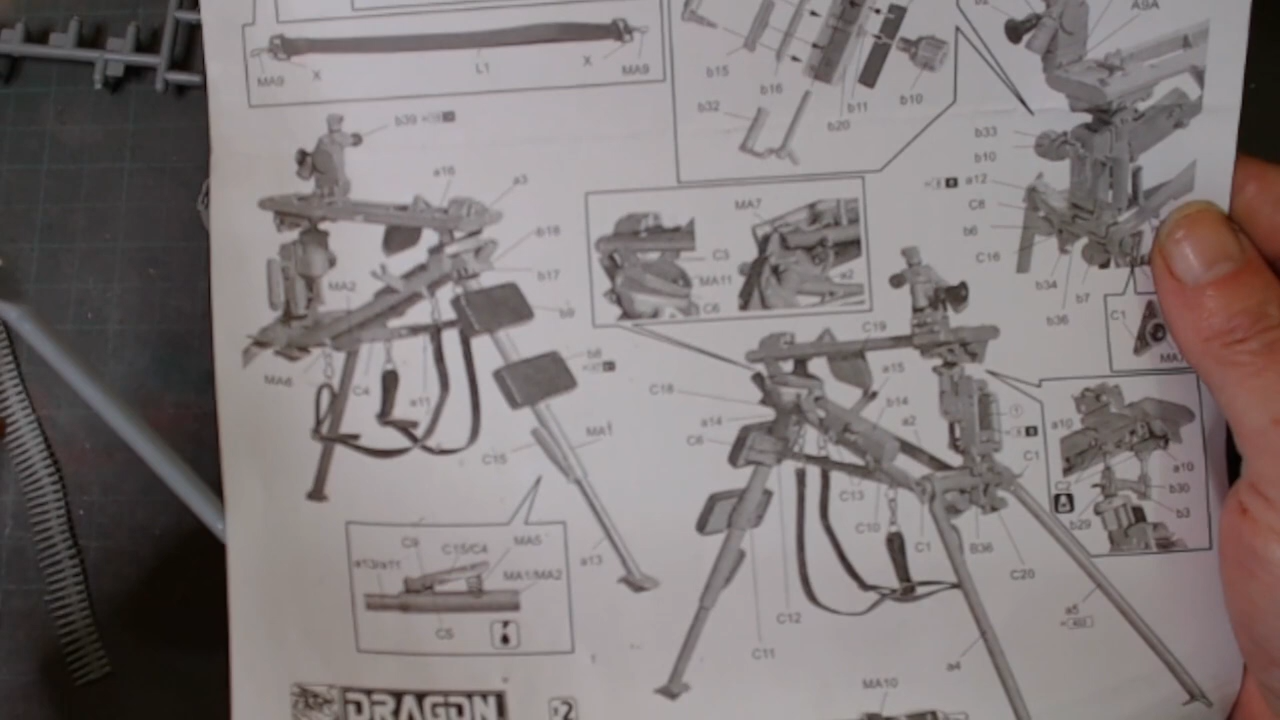 MA9
X
L1
X
MA9
b15
b16
b32
b20
b11
b10
A9A
b33
b10
a12
C8
b6
C16
b34
b7
b36
C1
b39
a16
a3
b18
b17
MA2
b9
b8
MA6
C4
a11
MA1
C15
a13
MA7
C3
MA11
C6
a2
C19
a15
C18
b14
a14
a2
C6
C1
C13
C10
C1
B36
C20
C12
C11
a4
a5
a10
a10
C2
b30
b3
b29
C9
C15/C4
MA5
a13/a11
MA1/MA2
C5
MA10
DRAGON